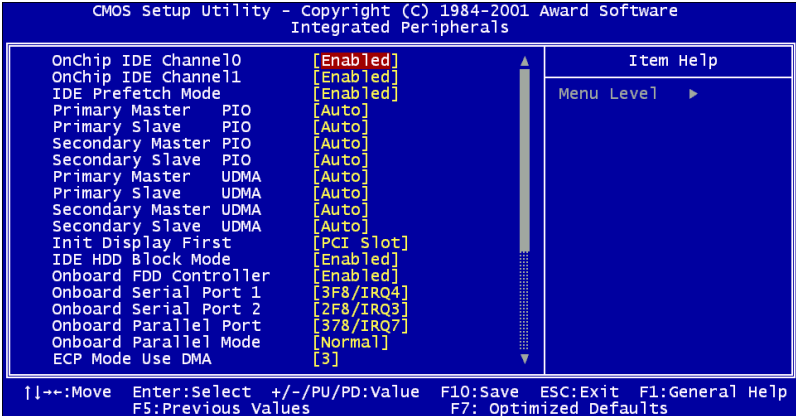 CMOS Setup Utility – Copyright (C) 1984-2001 Award Software
Integrated Peripherals
OnChip IDE Channel0 [Enabled]
OnChip IDE Channel1 [Enabled]
IDE Prefetch Mode [Enabled]
Primary Master PIO [Auto]
Primary Slave PIO [Auto]
Secondary Master PIO [Auto]
Secondary Slave PIO [Auto]
Primary Master UDMA [Auto]
Primary Slave UDMA [Auto]
Secondary Master UDMA [Auto]
Secondary Slave UDMA [Auto]
Init Display First [PCI Slot]
IDE HDD Block Mode [Enabled]
Onboard FDD Controller [Enabled]
Onboard Serial Port 1 [3F8/IRQ4]
Onboard Serial Port 2 [2F8/IRQ3]
Onboard Parallel Port [378/IRQ7]
Onboard Parallel Mode [Normal]
ECP Mode Use DMA [3]
Item Help
Menu Level ▶
↑↓→←:Move Enter:Select +/-/PU/PD:Value F10:Save ESC:Exit F1:General Help
F5:Previous Values F7: Optimized Defaults